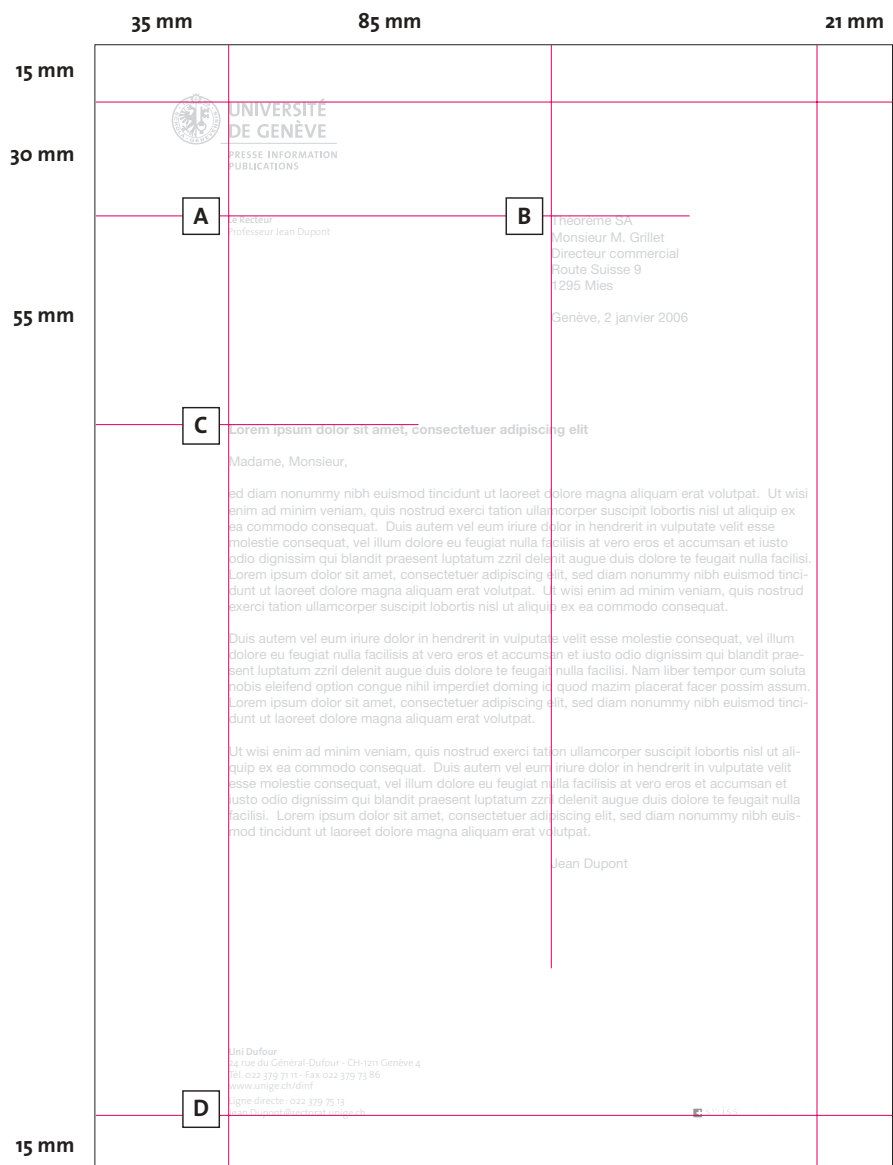 35 mm 85 mm 21 mm
15 mm
UNIVERSITÉ
DE GENÈVE
30 mm
PRESSE INFORMATION
PUBLICATIONS
A B
Le Recteur
Professeur Jean Dupont
Théorème SA
Monsieur M. Grillet
Directeur commercial
Route Suisse 9
1295 Mies
55 mm
Genève, 2 janvier 2006
C
Lorem ipsum dolor sit amet, consectetuer adipiscing elit
Madame, Monsieur,
ed diam nonummy nibh euismod tincidunt ut laoreet dolore magna aliquam erat volutpat.  Ut wisi
enim ad minim veniam, quis nostrud exerci tation ullamcorper suscipit lobortis nisl ut aliquip ex
ea commodo consequat.  Duis autem vel eum iriure dolor in hendrerit in vulputate velit esse
molestie consequat, vel illum dolore eu feugiat nulla facilisis at vero eros et accumsan et iusto
odio dignissim qui blandit praesent luptatum zzril delenit augue duis dolore te feugait nulla facilisi.
Lorem ipsum dolor sit amet, consectetuer adipiscing elit, sed diam nonummy nibh euismod tinci-
dunt ut laoreet dolore magna aliquam erat volutpat.  Ut wisi enim ad minim veniam, quis nostrud
exerci tation ullamcorper suscipit lobortis nisl ut aliquip ex ea commodo consequat.
Duis autem vel eum iriure dolor in hendrerit in vulputate velit esse molestie consequat, vel illum
dolore eu feugiat nulla facilisis at vero eros et accumsan et iusto odio dignissim qui blandit prae-
sent luptatum zzril delenit augue duis dolore te feugait nulla facilisi. Nam liber tempor cum soluta
nobis eleifend option congue nihil imperdiet doming id quod mazim placerat facer possim assum.
Lorem ipsum dolor sit amet, consectetuer adipiscing elit, sed diam nonummy nibh euismod tinci-
dunt ut laoreet dolore magna aliquam erat volutpat.
Ut wisi enim ad minim veniam, quis nostrud exerci tation ullamcorper suscipit lobortis nisl ut ali-
quip ex ea commodo consequat.  Duis autem vel eum iriure dolor in hendrerit in vulputate velit
esse molestie consequat, vel illum dolore eu feugiat nulla facilisis at vero eros et accumsan et
iusto odio dignissim qui blandit praesent luptatum zzril delenit augue duis dolore te feugait nulla
facilisi.  Lorem ipsum dolor sit amet, consectetuer adipiscing elit, sed diam nonummy nibh euis-
mod tincidunt ut laoreet dolore magna aliquam erat volutpat.
Jean Dupont
Uni Dufour
24 rue du Général-Dufour - CH-1211 Genève 4
Tél. 022 379 71 11 - Fax 022 379 73 86
www.unige.ch/dinf
Ligne directe : 022 379 75 13
Jean.Dupont@rectorat.unige.ch
D
15 mm